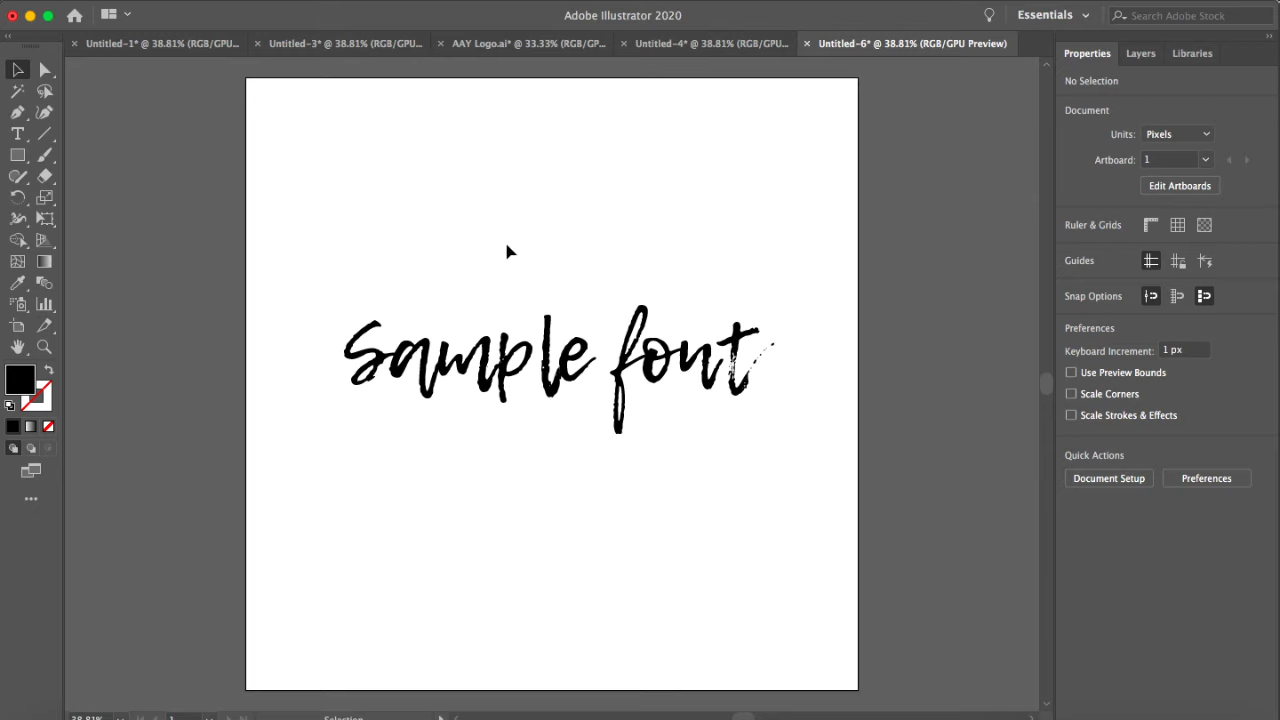 Adobe Illustrator 2020
Essentials
Search Adobe Stock
Untitled-1* @ 38.81% (RGB/GPU...
Untitled-3* @ 38.81% (RGB/GPU...
AAY Logo.ai* @ 33.33% (RGB/GP...
Untitled-4* @ 38.81% (RGB/GPU...
Untitled-6* @ 38.81% (RGB/GPU Preview)
Properties
Layers
Libraries
No Selection
Document
Units:
Pixels
Artboard:
1
Edit Artboards
Ruler & Grids
Guides
Snap Options
Preferences
Keyboard Increment:
1 px
Use Preview Bounds
Scale Corners
Scale Strokes & Effects
Quick Actions
Document Setup
Preferences
Sample font
38.81%
1
Selection